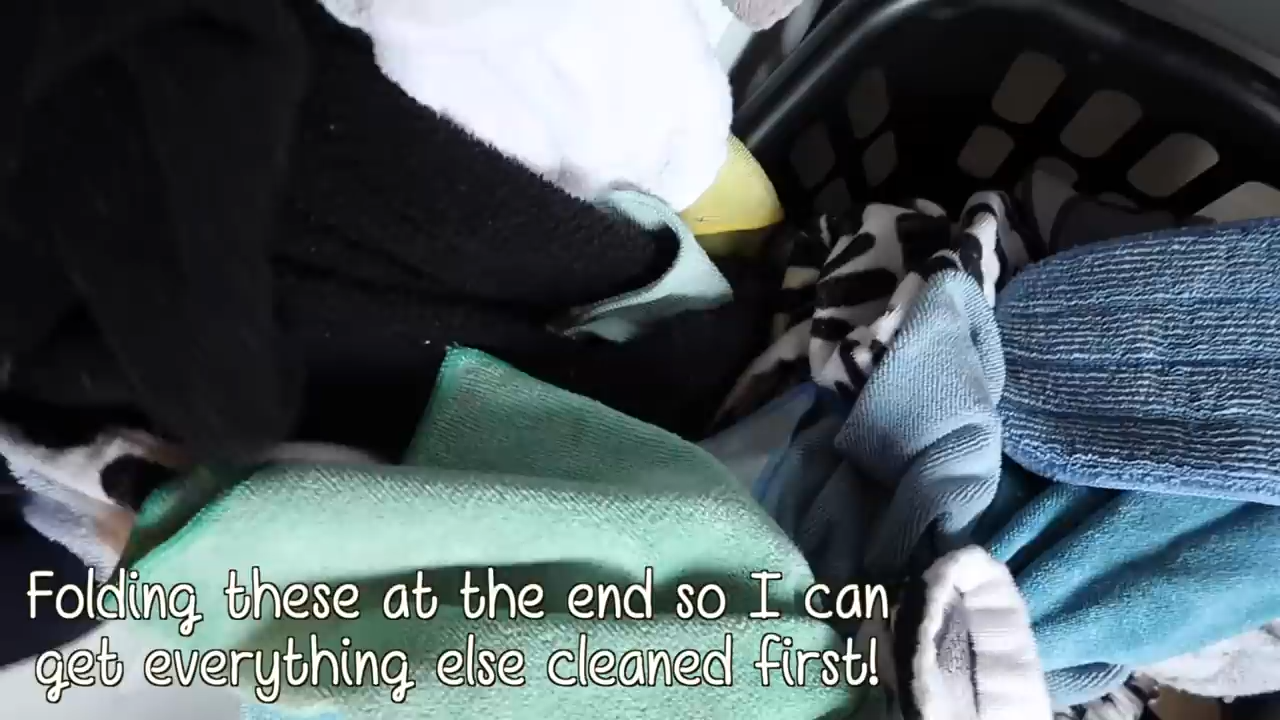 Folding these at the end so I can
get everything else cleaned first!